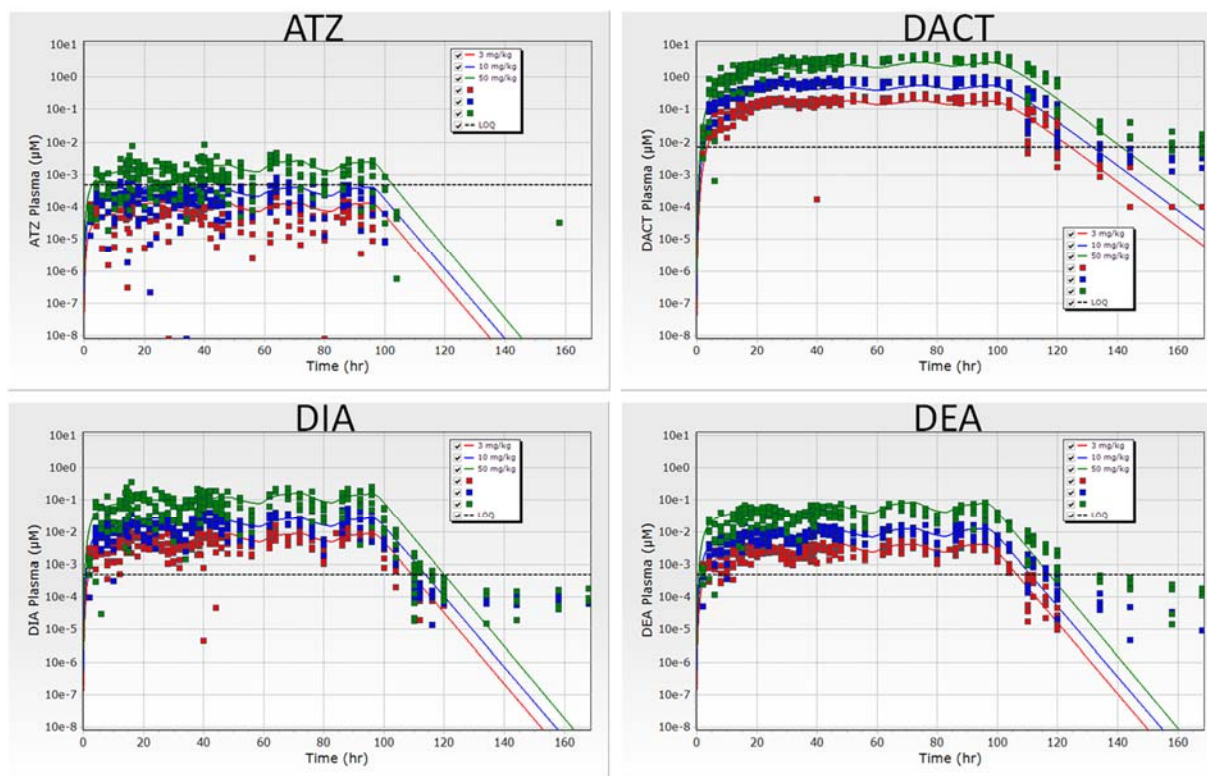 ATZ
10e1
10e0
10e-1
10e-2
10e-3
10e-4
10e-5
10e-6
10e-7
10e-8
ATZ Plasma (µM)
3 mg/kg
10 mg/kg
50 mg/kg
LOQ
0 20 40 60 80 100 120 140 160
Time (hr)
DACT
10e1
10e0
10e-1
10e-2
10e-3
10e-4
10e-5
10e-6
10e-7
10e-8
DACT Plasma (µM)
3 mg/kg
10 mg/kg
50 mg/kg
LOQ
0 20 40 60 80 100 120 140 160
Time (hr)
DIA
10e1
10e0
10e-1
10e-2
10e-3
10e-4
10e-5
10e-6
10e-7
10e-8
DIA Plasma (µM)
3 mg/kg
10 mg/kg
50 mg/kg
LOQ
0 20 40 60 80 100 120 140 160
Time (hr)
DEA
10e1
10e0
10e-1
10e-2
10e-3
10e-4
10e-5
10e-6
10e-7
10e-8
DEA Plasma (µM)
3 mg/kg
10 mg/kg
50 mg/kg
LOQ
0 20 40 60 80 100 120 140 160
Time (hr)